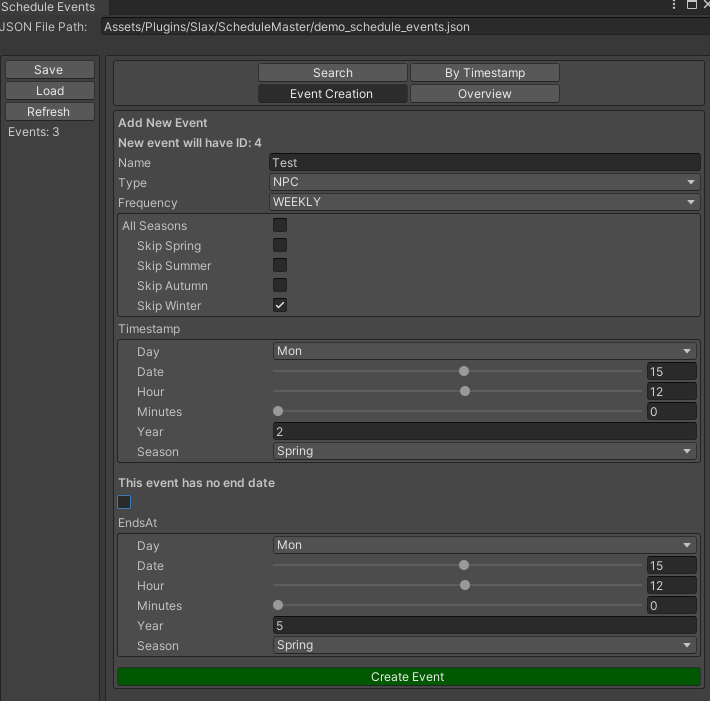 Schedule Events
JSON File Path: Assets/Plugins/Slax/ScheduleMaster/demo_schedule_events.json
Save
Load
Refresh
Events: 3
Search By Timestamp
Event Creation Overview
Add New Event
New event will have ID: 4
Name Test
Type NPC
Frequency WEEKLY
All Seasons
Skip Spring
Skip Summer
Skip Autumn
Skip Winter
Timestamp
Day Mon
Date 15
Hour 12
Minutes 0
Year 2
Season Spring
This event has no end date
EndsAt
Day Mon
Date 15
Hour 12
Minutes 0
Year 5
Season Spring
Create Event